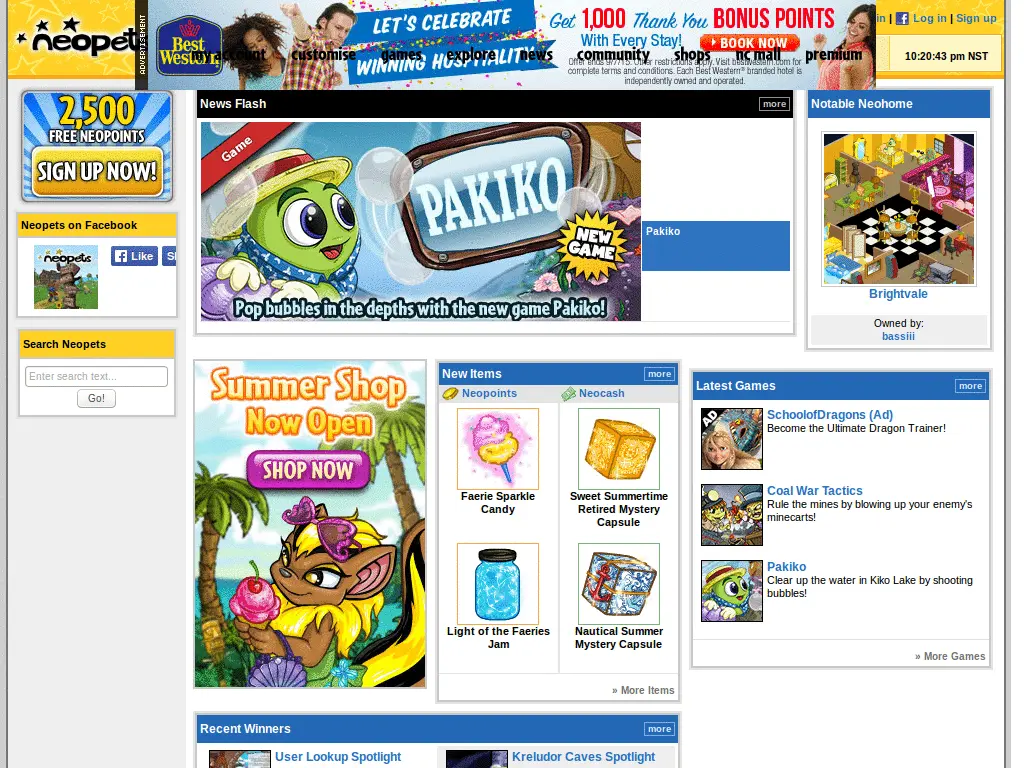 neopets
ADVERTISEMENT
Best
Western
LET'S CELEBRATE
WINNING HOSPITALITY
Get 1,000 Thank You BONUS POINTS
With Every Stay!
BOOK NOW
Offer ends 9/7/15. Other restrictions apply. Visit bestwestern.com for
complete terms and conditions. Each Best Western® branded hotel is
independently owned and operated.
in | Log in | Sign up
customise
games
explore
news
community
shops
nc mall
premium
10:20:43 pm NST
2,500
FREE NEOPOINTS
SIGN UP NOW!
Neopets on Facebook
neopets
Like
Search Neopets
Enter search text...
Go!
News Flash
more
Game
PAKIKO
NEW
GAME
Pop bubbles in the depths with the new game Pakiko!
Pakiko
Notable Neohome
Brightvale
Owned by:
bassiii
Summer Shop
Now Open
SHOP NOW
New Items
more
Neopoints
Neocash
Faerie Sparkle
Candy
Sweet Summertime
Retired Mystery
Capsule
Light of the Faeries
Jam
Nautical Summer
Mystery Capsule
» More Items
Latest Games
more
AD
SchoolofDragons (Ad)
Become the Ultimate Dragon Trainer!
Coal War Tactics
Rule the mines by blowing up your enemy's
minecarts!
Pakiko
Clear up the water in Kiko Lake by shooting
bubbles!
» More Games
Recent Winners
more
User Lookup Spotlight
Kreludor Caves Spotlight